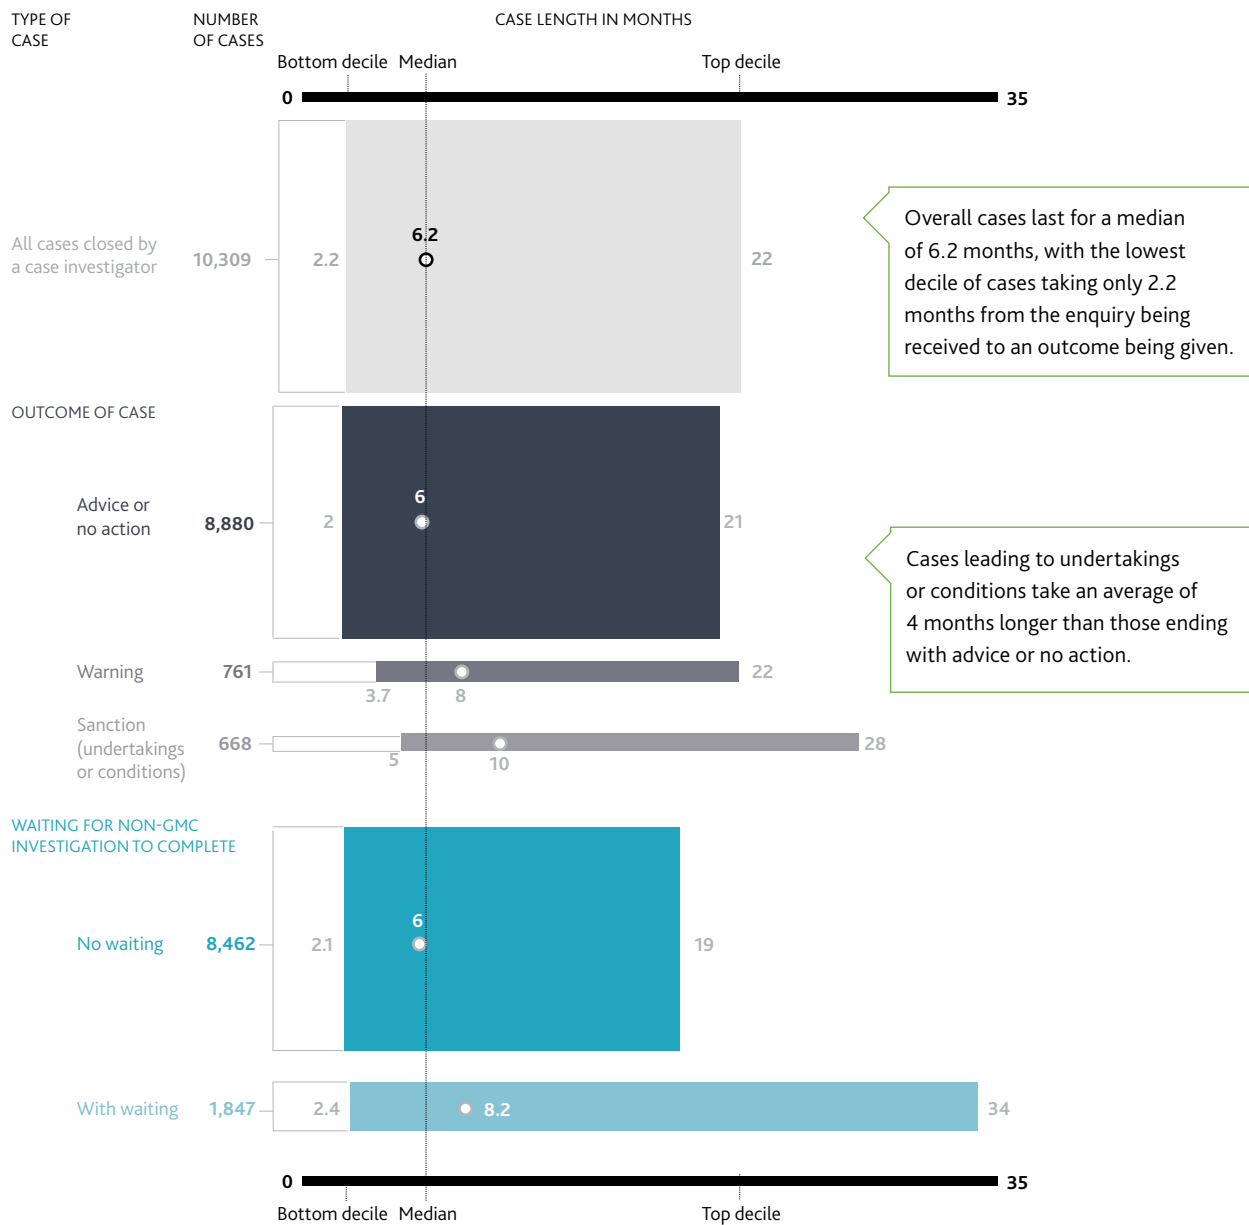 TYPE OF
CASE
NUMBER
OF CASES
CASE LENGTH IN MONTHS
Bottom decile
Median
Top decile
0
35
All cases closed by
a case investigator
10,309
2.2
6.2
22
Overall cases last for a median
of 6.2 months, with the lowest
decile of cases taking only 2.2
months from the enquiry being
received to an outcome being given.
OUTCOME OF CASE
Advice or
no action
8,880
2
6
21
Cases leading to undertakings
or conditions take an average of
4 months longer than those ending
with advice or no action.
Warning
761
3.7
8
22
Sanction
(undertakings
or conditions)
668
5
10
28
WAITING FOR NON-GMC
INVESTIGATION TO COMPLETE
No waiting
8,462
2.1
6
19
With waiting
1,847
2.4
8.2
34
0
35
Bottom decile
Median
Top decile